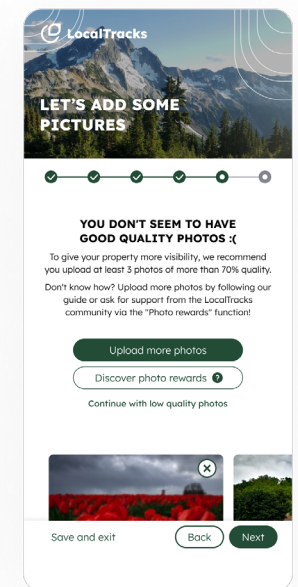 LocalTracks
LET'S ADD SOME
PICTURES
YOU DON'T SEEM TO HAVE
GOOD QUALITY PHOTOS :(
To give your property more visibility, we recommend
you upload at least 3 photos of more than 70% quality.
Don't know how? Upload more photos by following our
guide or ask for support from the LocalTracks
community via the "Photo rewards" function!
Upload more photos
Discover photo rewards ?
Continue with low quality photos
Save and exit
Back
Next